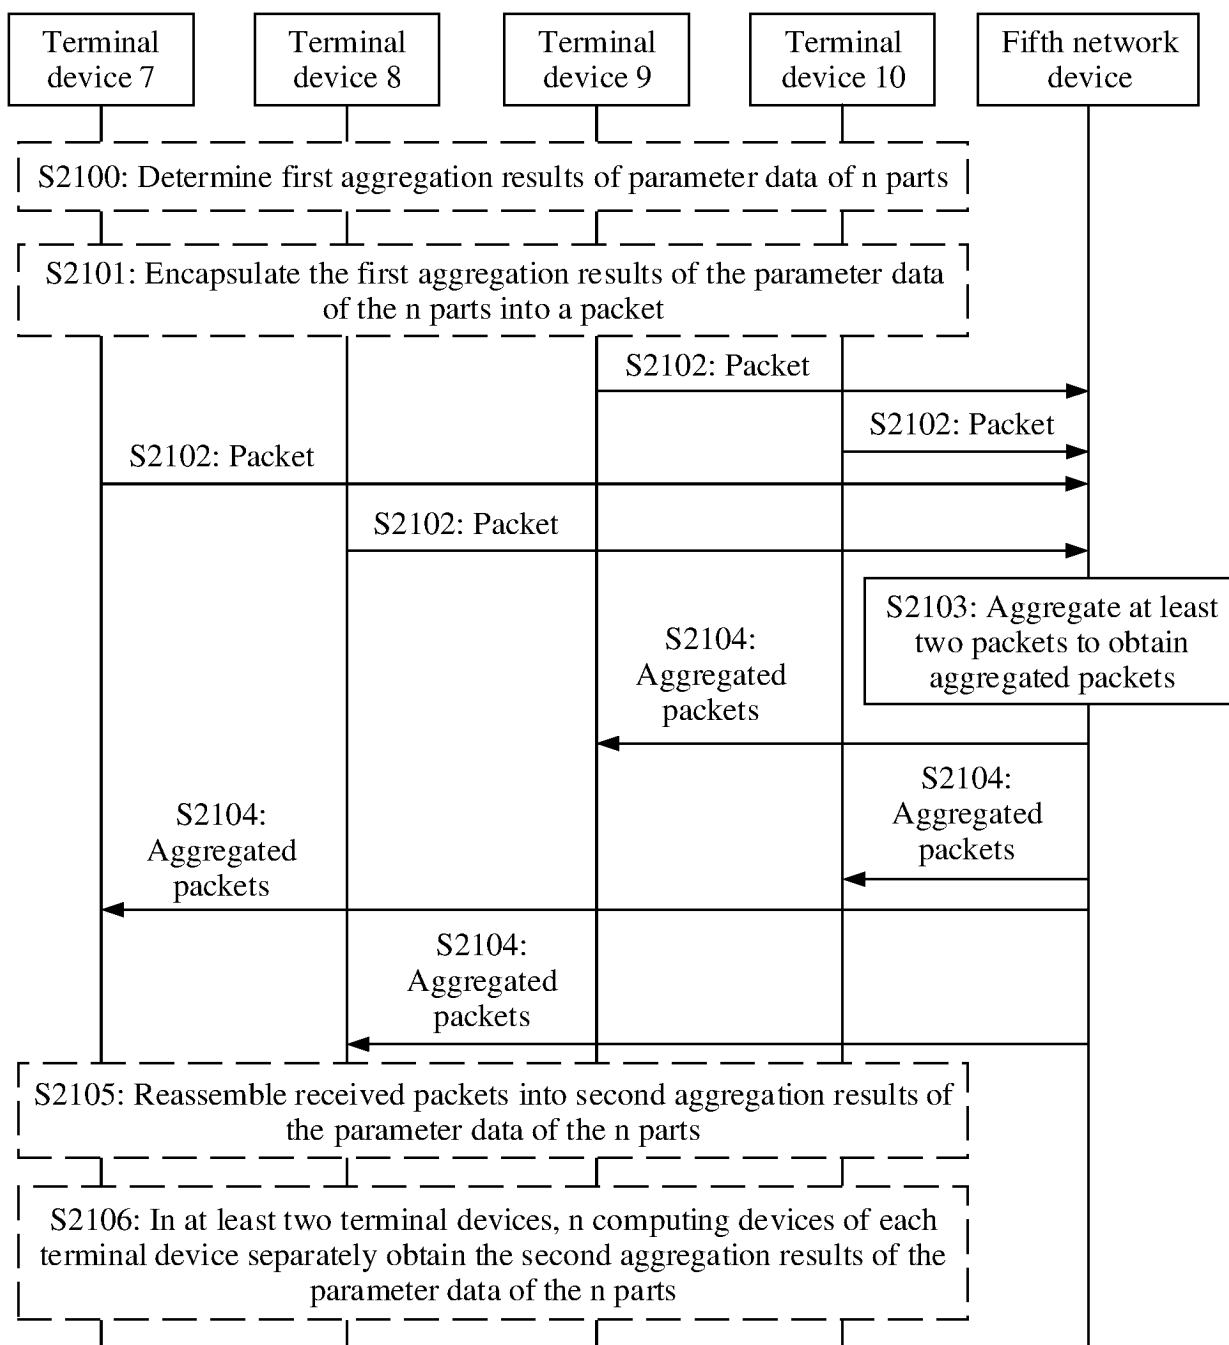 Terminal
device 7
Terminal
device 8
Terminal
device 9
Terminal
device 10
Fifth network
device
S2100: Determine first aggregation results of parameter data of n parts
S2101: Encapsulate the first aggregation results of the parameter data
of the n parts into a packet
S2102: Packet
S2102: Packet
S2102: Packet
S2102: Packet
S2103: Aggregate at least
two packets to obtain
aggregated packets
S2104:
Aggregated
packets
S2104:
Aggregated
packets
S2104:
Aggregated
packets
S2104:
Aggregated
packets
S2105: Reassemble received packets into second aggregation results of
the parameter data of the n parts
S2106: In at least two terminal devices, n computing devices of each
terminal device separately obtain the second aggregation results of the
parameter data of the n parts